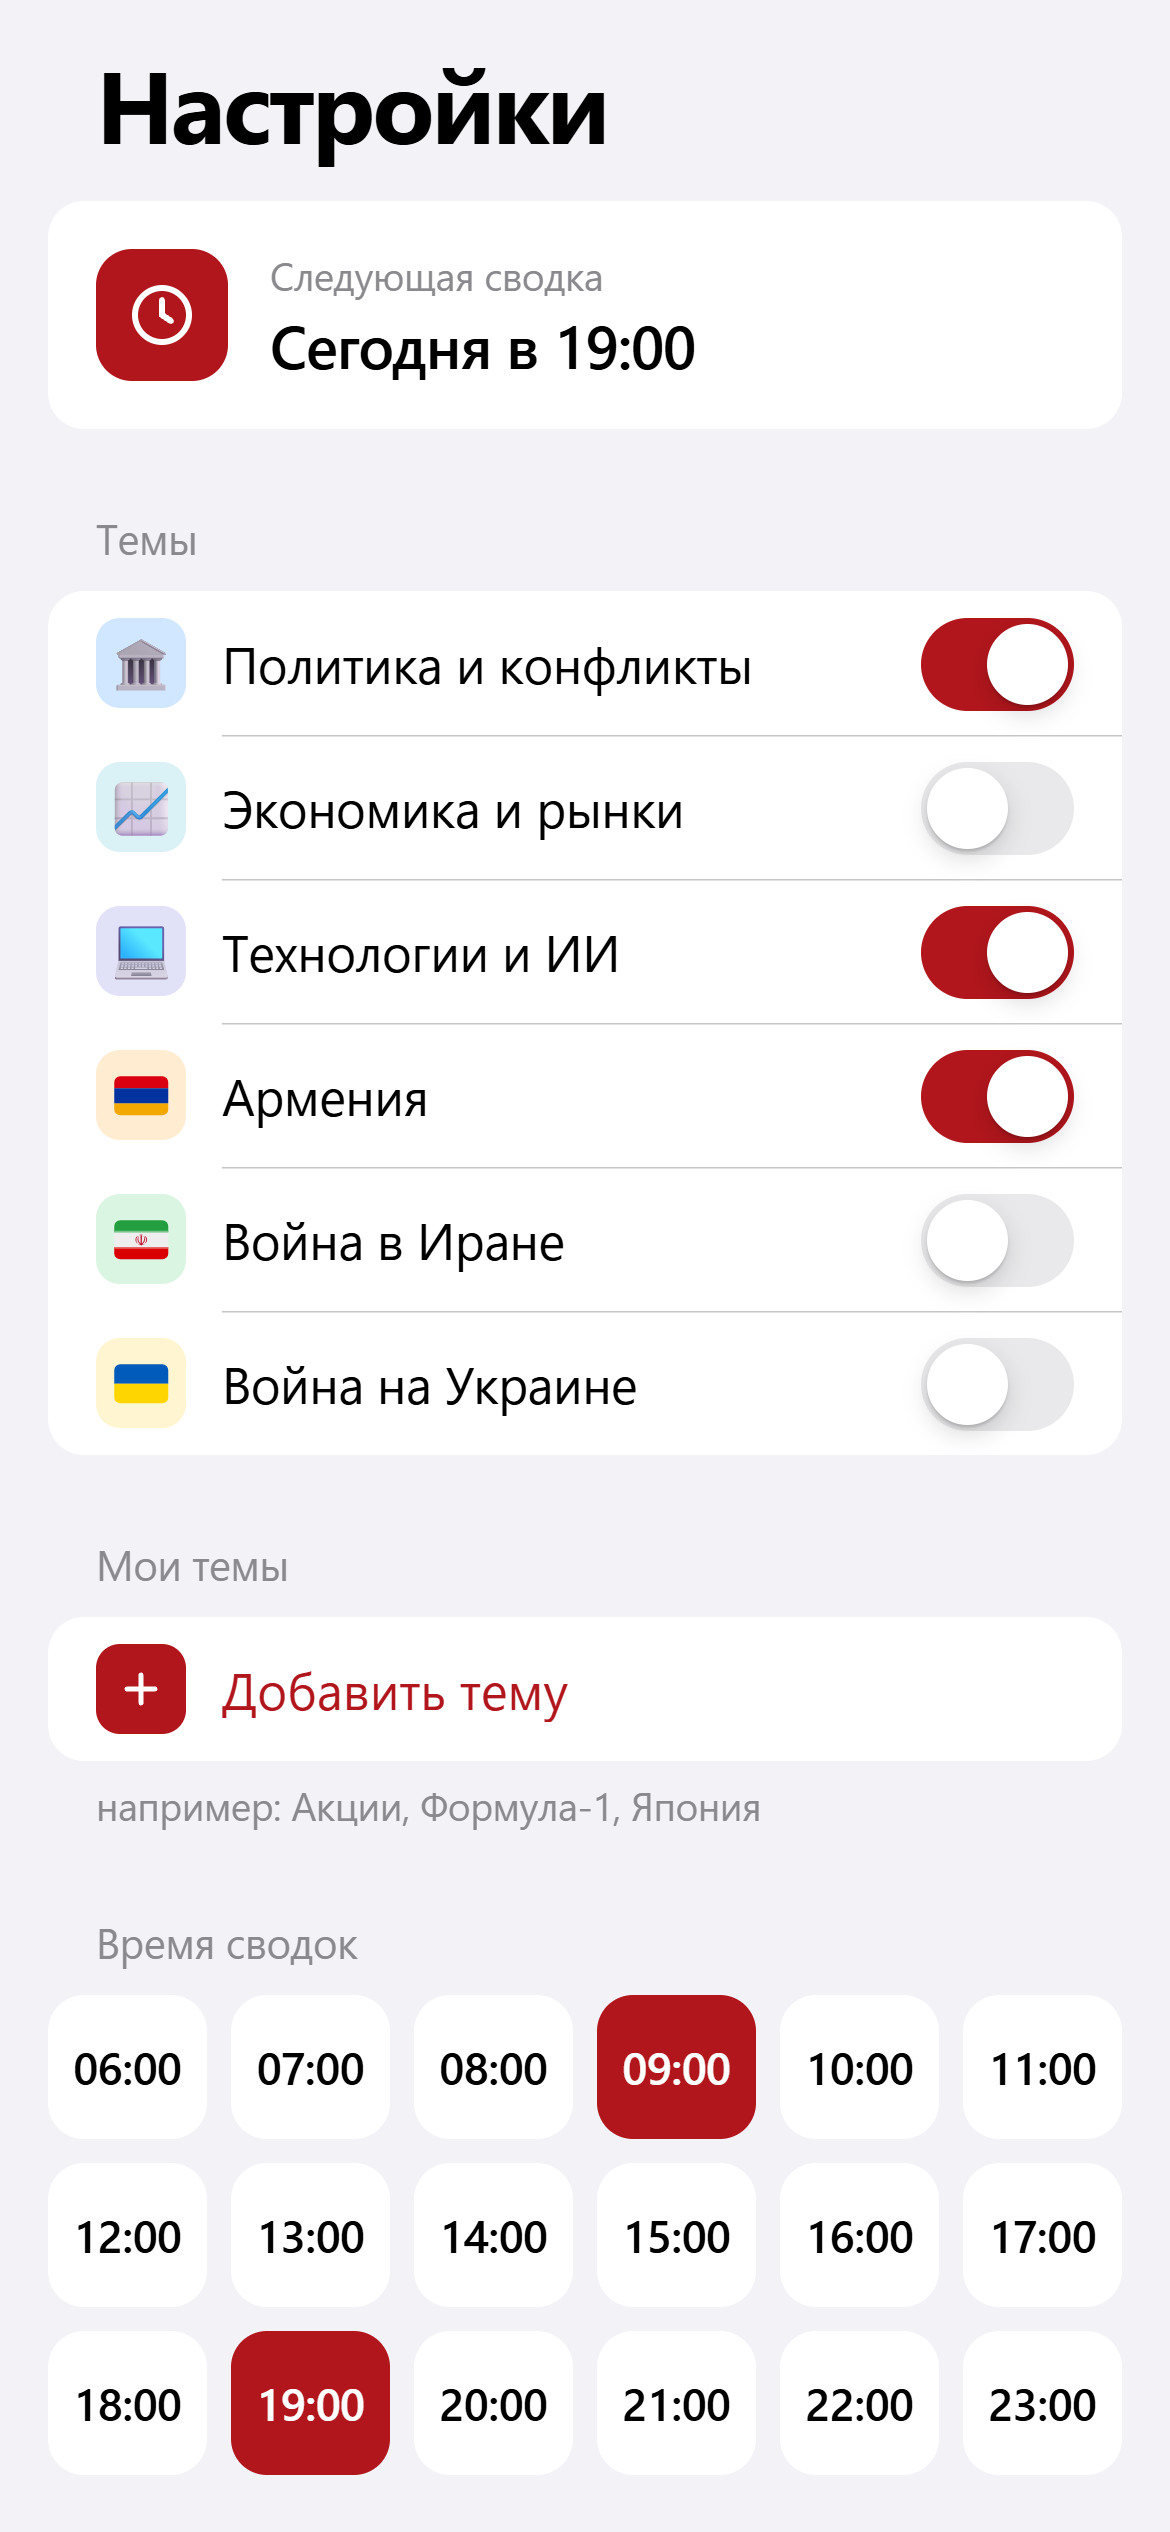 Настройки
Следующая сводка
Сегодня в 19:00
Темы
Политика и конфликты
Экономика и рынки
Технологии и ИИ
Армения
Война в Иране
Война на Украине
Мои темы
Добавить тему
например: Акции, Формула-1, Япония
Время сводок
06:00 07:00 08:00 09:00 10:00 11:00
12:00 13:00 14:00 15:00 16:00 17:00
18:00 19:00 20:00 21:00 22:00 23:00